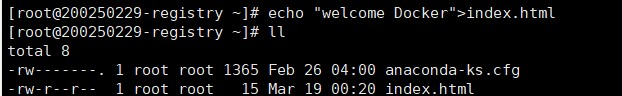 [root@200250229-registry ~]# echo "welcome Docker">index.html
[root@200250229-registry ~]# ll
total 8
-rw-------. 1 root root 1365 Feb 26 04:00 anaconda-ks.cfg
-rw-r--r--  1 root root   15 Mar 19 00:20 index.html